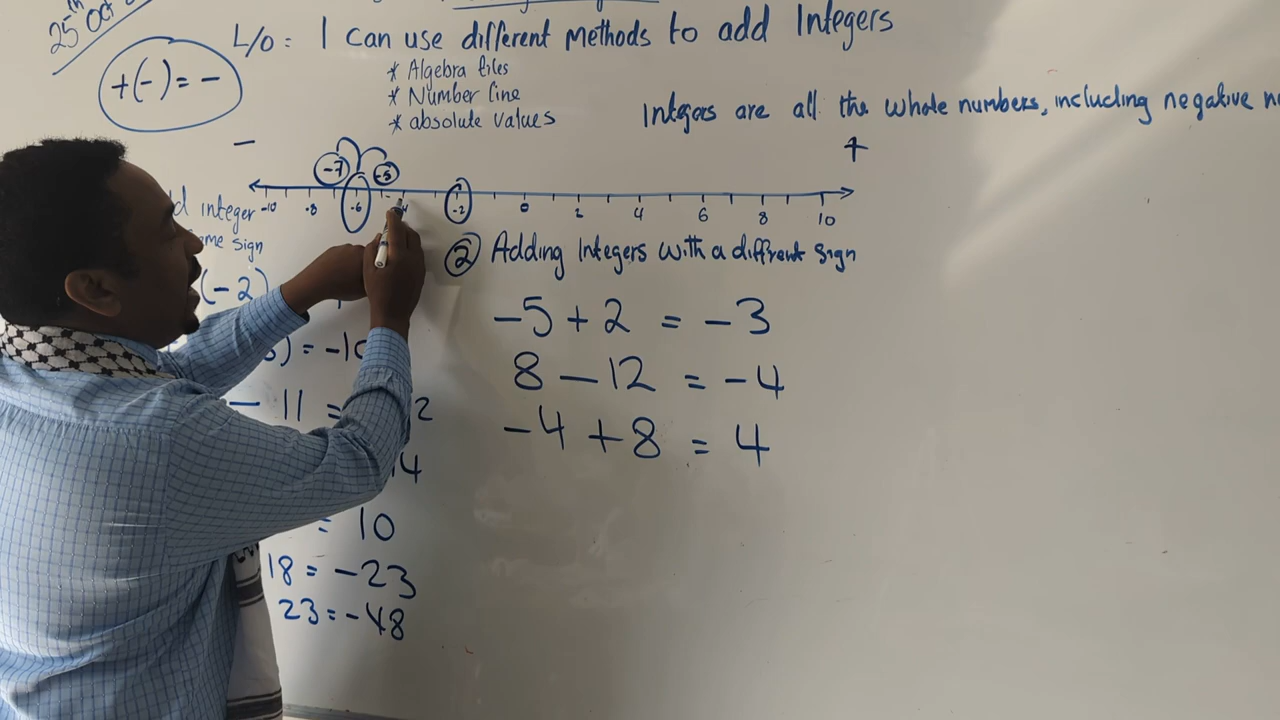 25th Oct
L/o = I can use different Methods to add Integers
+(-) = -
* Algebra tiles
* Number line
* absolute values
Integers are all the whole numbers, including negative
- +
-7 -5
-10 -8 -6 -2 0 2 4 6 8 10
integer
sign
② Adding Integers with a different sign
(-2)
-5 + 2 = -3
) = -10
8 - 12 = -4
- 11 = 2
-4 + 8 = 4
14
= 10
18 = -23
23 = -48